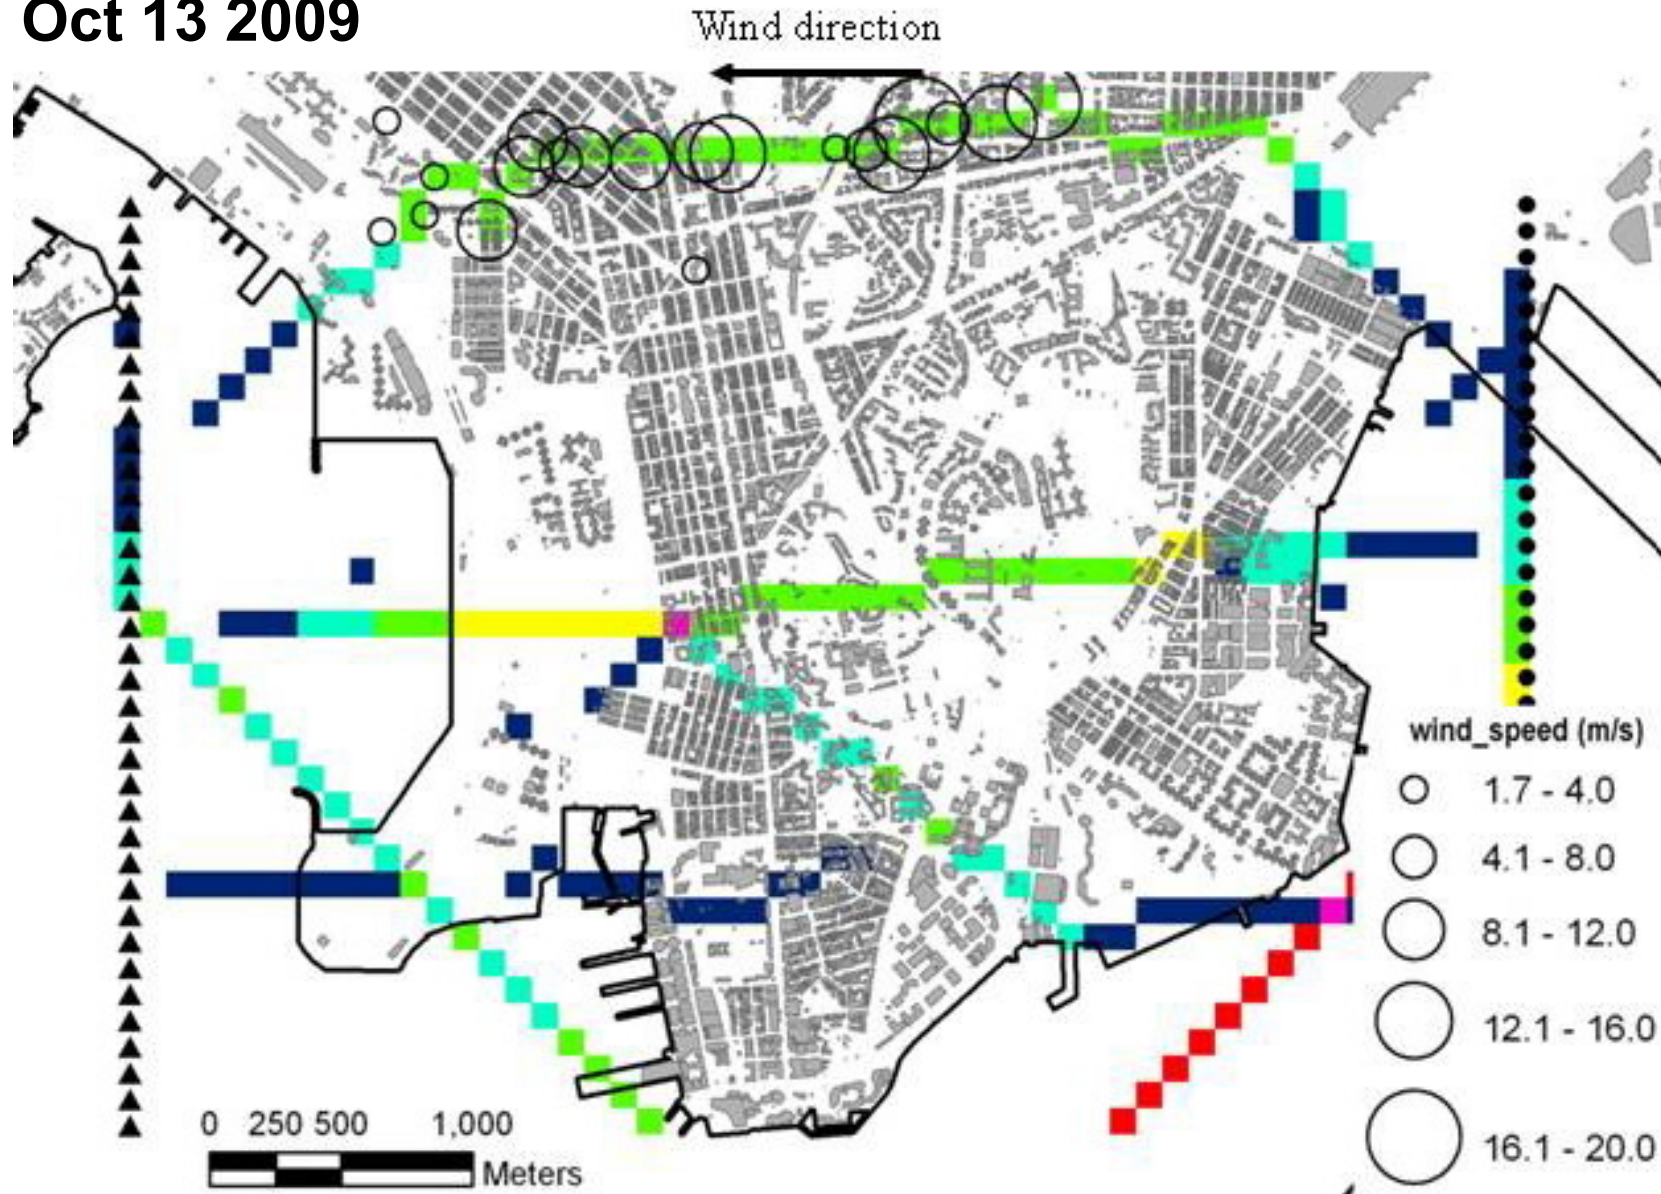 Oct 13 2009
Wind direction
wind_speed (m/s)
1.7 - 4.0
4.1 - 8.0
8.1 - 12.0
12.1 - 16.0
16.1 - 20.0
0 250 500 1,000
Meters